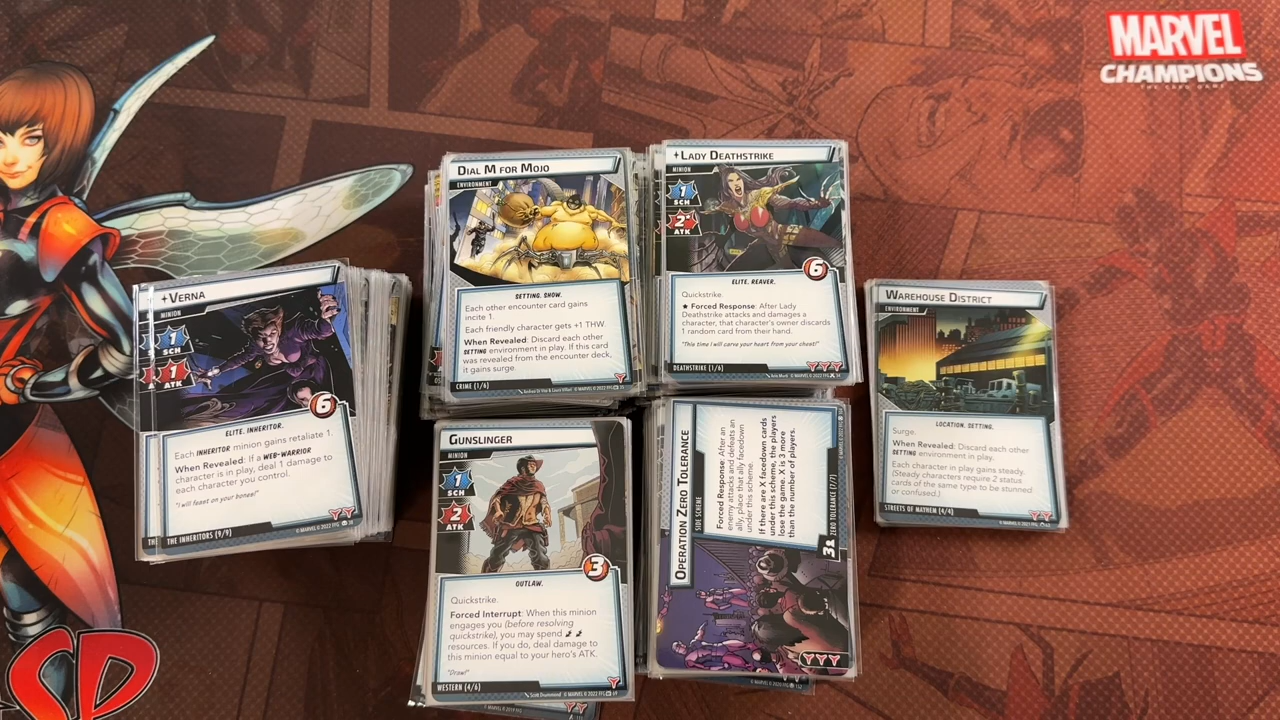 MARVEL
CHAMPIONS
THE CARD GAME
DIAL M FOR MOJO
ENVIRONMENT
SETTING. SHOW.
Each other encounter card gains
incite 1.
Each friendly character gets +1 THW
When Revealed: Discard each other
SETTING environment in play. If this card
was revealed from the encounter deck,
it gains surge.
CRIME (1/6)
LADY DEATHSTRIKE
MINION
1
SCH
2*
ATK
6
ELITE. REAVER.
Quickstrike.
★ Forced Response: After Lady
Deathstrike attacks and damages a
character, that character's owner discards
1 random card from their hand.
"This time I will carve your heart from your chest!"
DEATHSTRIKE (1/6)
VERNA
MINION
1
SCH
1
ATK
6
ELITE. INHERITOR.
Each INHERITOR minion gains retaliate 1.
When Revealed: If a WEB-WARRIOR
character is in play, deal 1 damage to
each character you control.
"I will feast on your bones!"
THE INHERITORS (9/9)
WAREHOUSE DISTRICT
ENVIRONMENT
LOCATION. SETTING.
Surge.
When Revealed: Discard each other
SETTING environment in play.
Each character in play gains steady.
(Steady characters require 2 status
cards of the same type to be stunned
or confused.)
STREETS OF MAYHEM (4/4)
GUNSLINGER
MINION
1
SCH
2
ATK
3
OUTLAW.
Quickstrike.
Forced Interrupt: When this minion
engages you (before resolving
quickstrike), you may spend
resources. If you do, deal damage to
this minion equal to your hero's ATK.
"Draw!"
WESTERN (4/6)
OPERATION ZERO TOLERANCE
SIDE SCHEME
Forced Response: After an
enemy attacks and defeats an
ally, place that ally facedown
under this scheme.
If there are X facedown cards
under this scheme, the players
lose the game. X is 3 more
than the number of players.
3
ZERO TOLERANCE (7/7)
SD